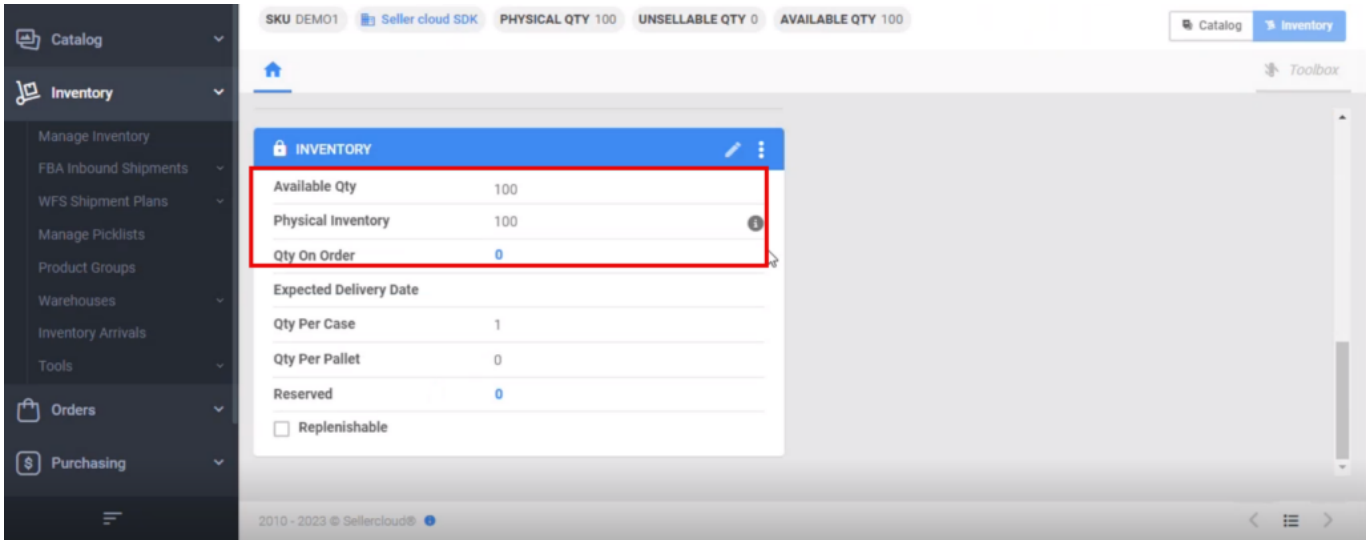 SKU DEMO1 Seller cloud SDK PHYSICAL QTY 100 UNSELLABLE QTY 0 AVAILABLE QTY 100
Catalog Inventory
Toolbox
Catalog
Inventory
Manage Inventory
FBA Inbound Shipments
WFS Shipment Plans
Manage Picklists
Product Groups
Warehouses
Inventory Arrivals
Tools
Orders
Purchasing
INVENTORY
Available Qty 100
Physical Inventory 100
Qty On Order 0
Expected Delivery Date
Qty Per Case 1
Qty Per Pallet 0
Reserved 0
Replenishable
2010 - 2023 © Sellercloud®